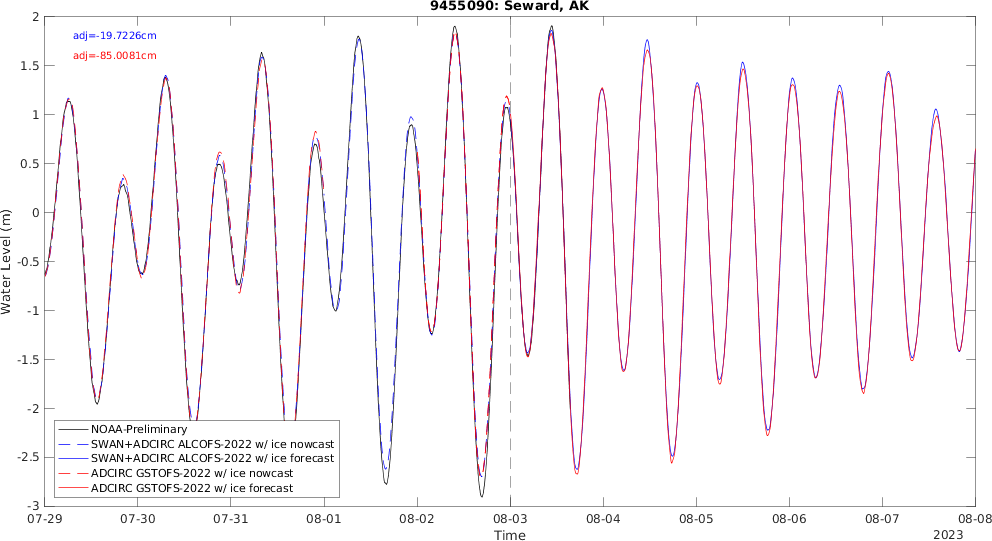 9455090: Seward, AK
adj=-19.7226cm
adj=-85.0081cm
Water Level (m)
2
1.5
1
0.5
0
-0.5
-1
-1.5
-2
-2.5
-3
NOAA-Preliminary
SWAN+ADCIRC ALCOFS-2022 w/ ice nowcast
SWAN+ADCIRC ALCOFS-2022 w/ ice forecast
ADCIRC GSTOFS-2022 w/ ice nowcast
ADCIRC GSTOFS-2022 w/ ice forecast
07-29 07-30 07-31 08-01 08-02 08-03 08-04 08-05 08-06 08-07 08-08
Time
2023